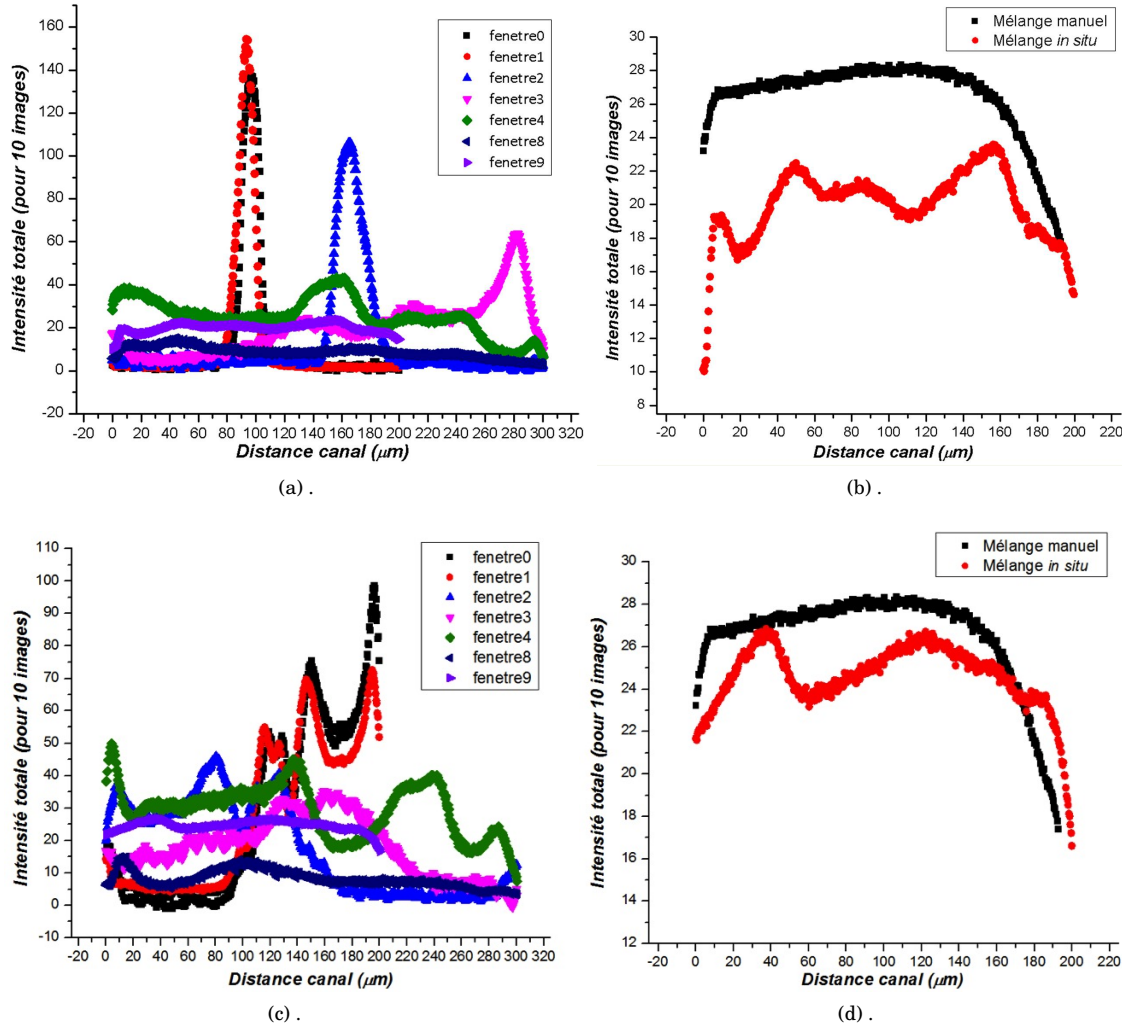 160
140
120
100
80
60
40
20
0
-20
Intensité totale (pour 10 images)
-20 0 20 40 60 80 100 120 140 160 180 200 220 240 260 280 300 320
Distance canal (µm)
fenetre0
fenetre1
fenetre2
fenetre3
fenetre4
fenetre8
fenetre9
(a) .
30
28
26
24
22
20
18
16
14
12
10
8
Intensité totale (pour 10 images)
-20 0 20 40 60 80 100 120 140 160 180 200 220
Distance canal (µm)
Mélange manuel
Mélange in situ
(b) .
110
100
90
80
70
60
50
40
30
20
10
0
-10
Intensité totale (pour 10 images)
-20 0 20 40 60 80 100 120 140 160 180 200 220 240 260 280 300 320
Distance canal (µm)
fenetre0
fenetre1
fenetre2
fenetre3
fenetre4
fenetre8
fenetre9
(c) .
30
28
26
24
22
20
18
16
14
12
Intensité totale (pour 10 images)
-20 0 20 40 60 80 100 120 140 160 180 200 220
Distance canal (µm)
Mélange manuel
Mélange in situ
(d) .